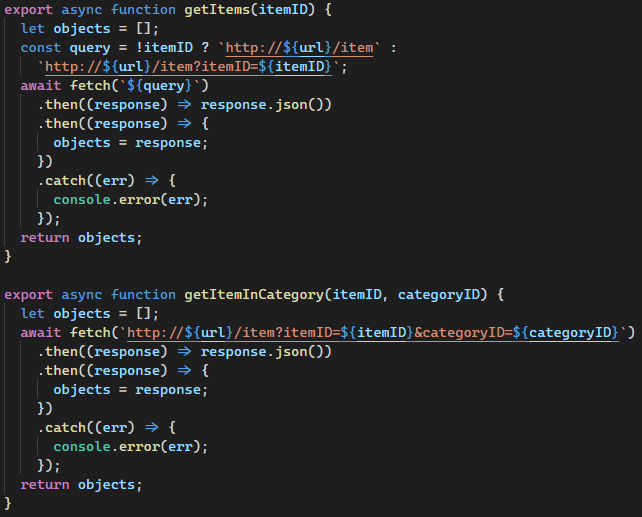 export async function getItems(itemID) {
  let objects = [];
  const query = !itemID ? `http://${url}/item` :
    `http://${url}/item?itemID=${itemID}`;
  await fetch(`${query}`)
    .then((response) => response.json())
    .then((response) => {
      objects = response;
    })
    .catch((err) => {
      console.error(err);
    });
  return objects;
}

export async function getItemInCategory(itemID, categoryID) {
  let objects = [];
  await fetch(`http://${url}/item?itemID=${itemID}&categoryID=${categoryID}`)
    .then((response) => response.json())
    .then((response) => {
      objects = response;
    })
    .catch((err) => {
      console.error(err);
    });
  return objects;
}